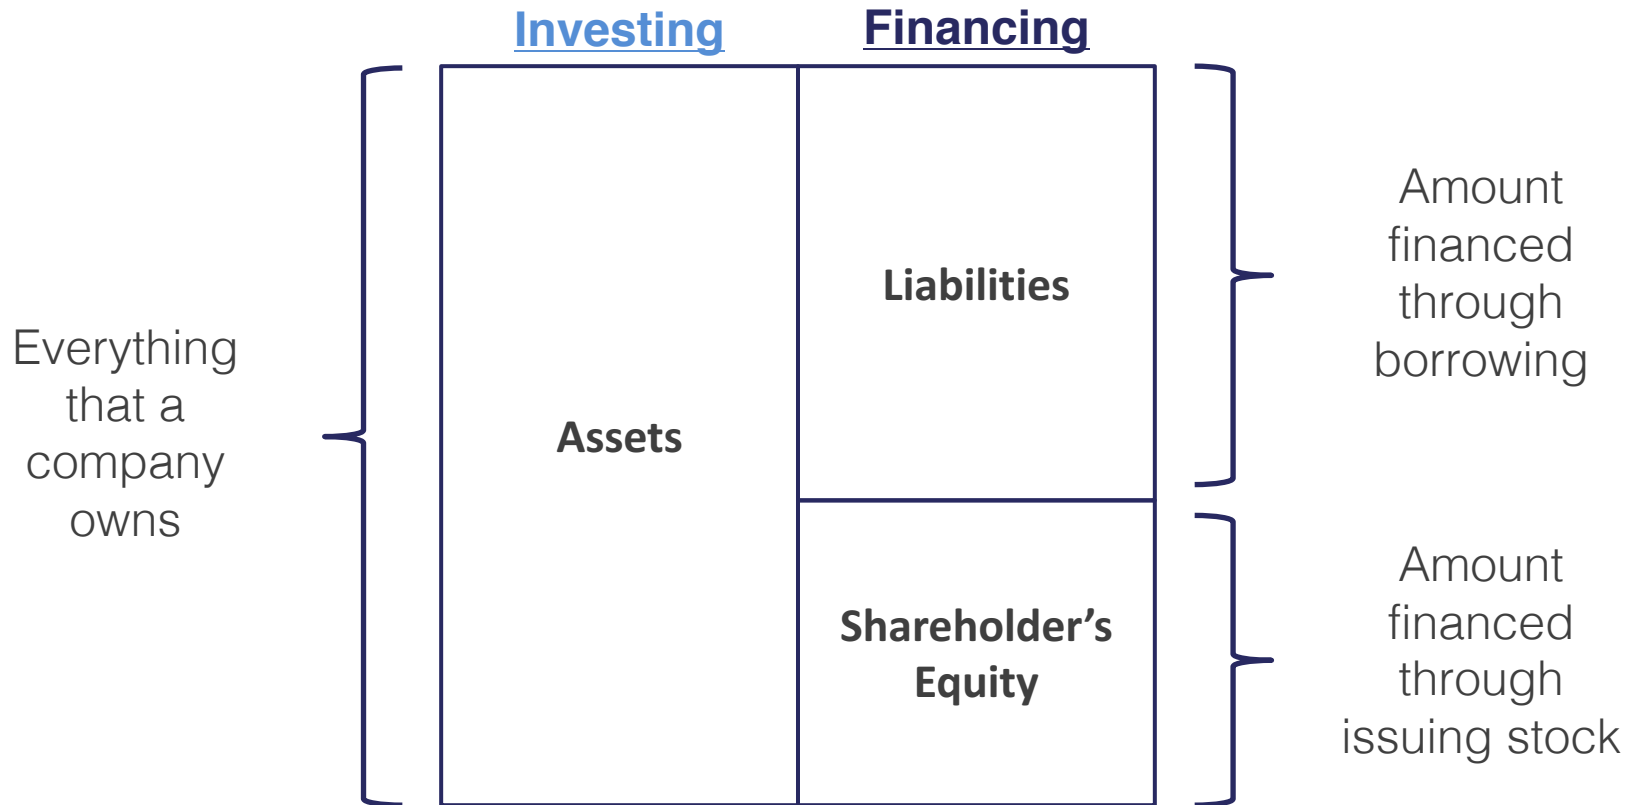 Investing
Financing
Everything
that a
company
owns
Assets
Liabilities
Shareholder’s
Equity
Amount
financed
through
borrowing
Amount
financed
through
issuing stock